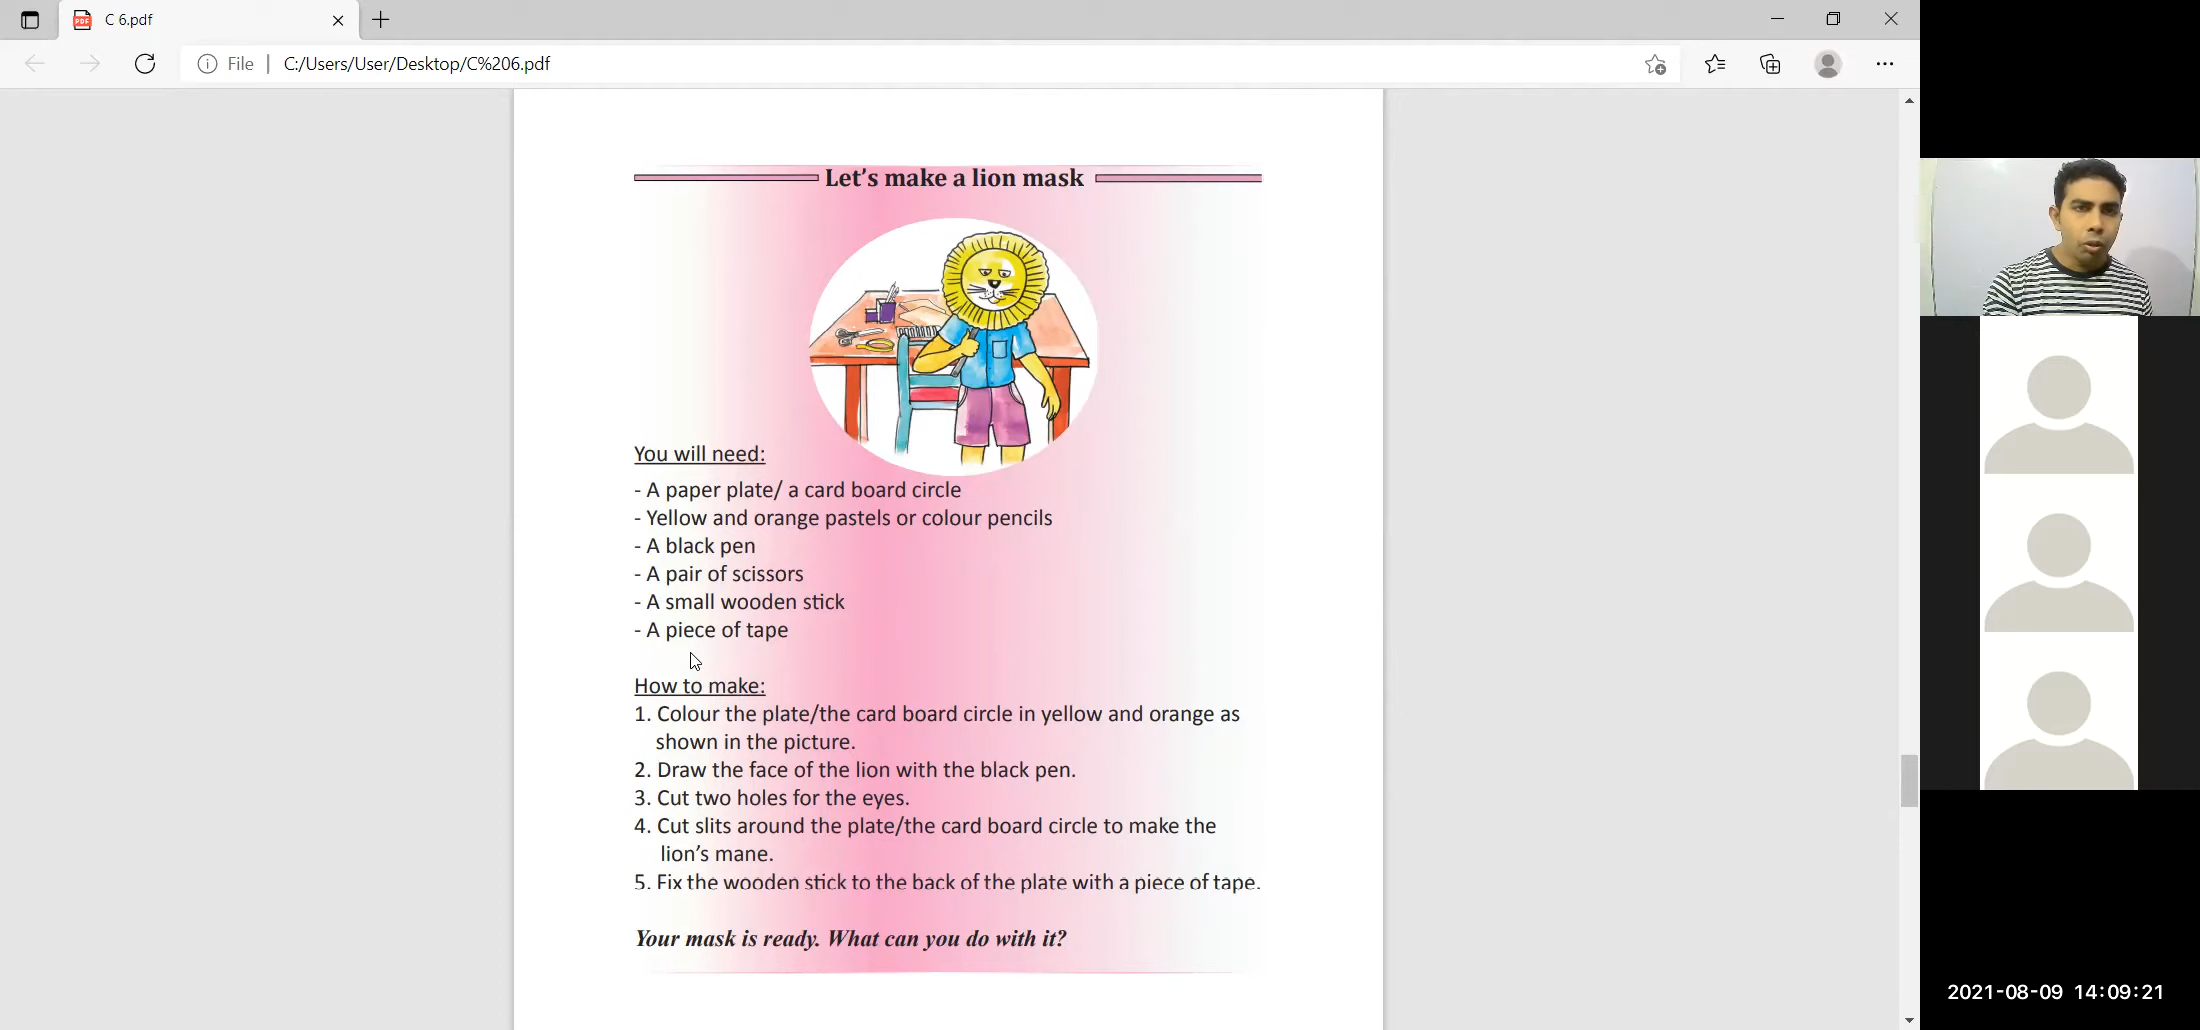 C 6.pdf
File
C:/Users/User/Desktop/C%206.pdf
Let's make a lion mask
You will need:
- A paper plate/ a card board circle
- Yellow and orange pastels or colour pencils
- A black pen
- A pair of scissors
- A small wooden stick
- A piece of tape
How to make:
1. Colour the plate/the card board circle in yellow and orange as
shown in the picture.
2. Draw the face of the lion with the black pen.
3. Cut two holes for the eyes.
4. Cut slits around the plate/the card board circle to make the
lion's mane.
5. Fix the wooden stick to the back of the plate with a piece of tape.
Your mask is ready. What can you do with it?
2021-08-09 14:09:21